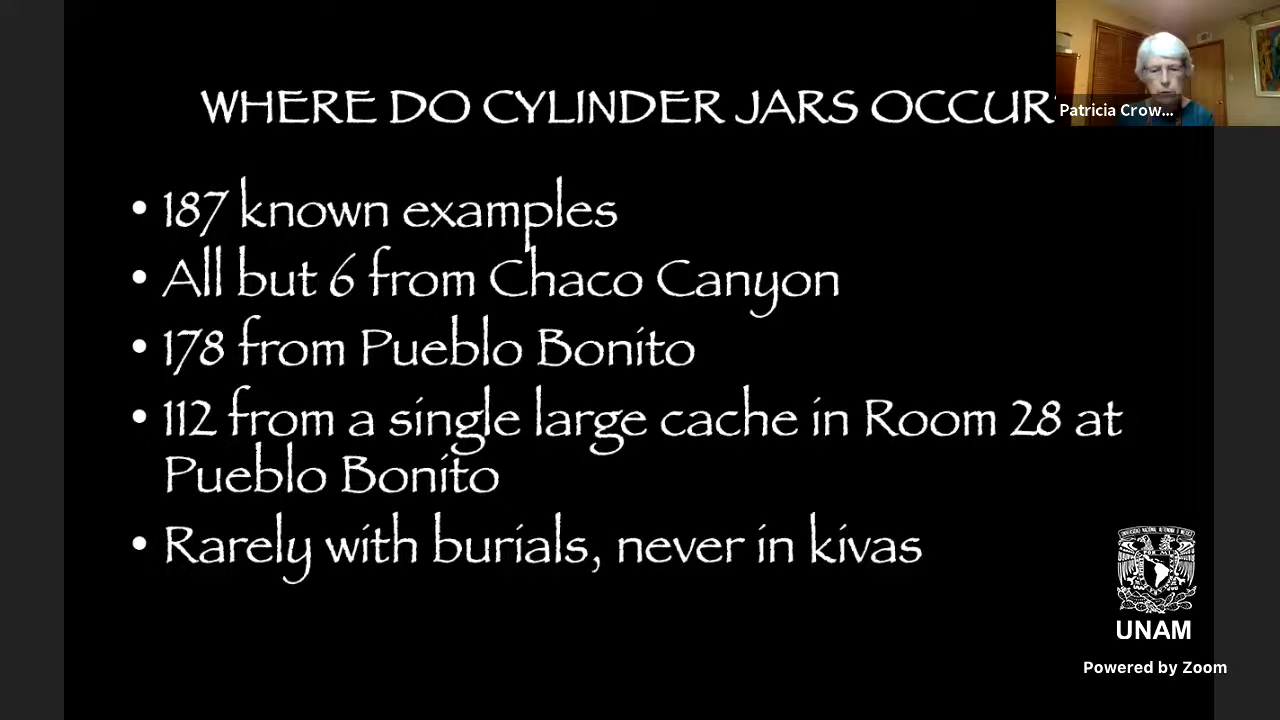 WHERE DO CYLINDER JARS OCCUR
Patricia Crow...
• 187 known examples
• All but 6 from Chaco Canyon
• 178 from Pueblo Bonito
• 112 from a single large cache in Room 28 at
Pueblo Bonito
• Rarely with burials, never in kivas
UNAM
Powered by Zoom